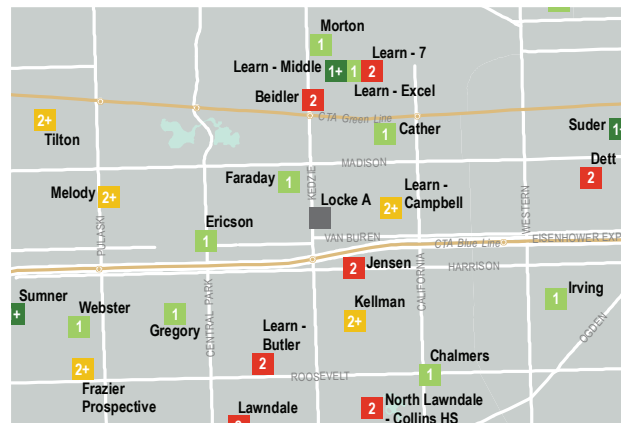 Morton
1
Learn - Middle
1+
1
2
Learn - 7
Learn - Excel
Beidler
2
CTA Green Line
2+
Tilton
1
Cather
Suder
1+
MADISON
Dett
2
Faraday
1
KEDZIE
Melody
2+
Locke A
Learn -
Campbell
2+
WESTERN
PULASKI
Ericson
1
VAN BUREN
CTA Blue Line
EISENHOWER EXP
Jensen
2
HARRISON
CALIFORNIA
Sumner
+
Webster
1
Gregory
1
CENTRAL PARK
Kellman
2+
Irving
1
OGDEN
Learn -
Butler
2
2+
Frazier
Prospective
ROOSEVELT
Chalmers
1
Lawndale
2
2
North Lawndale
- Collins HS